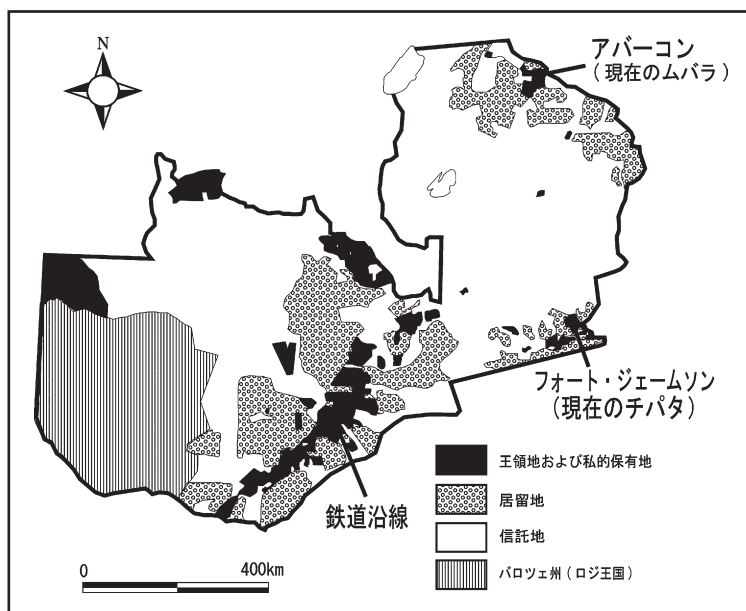 N
アバーコン
(現在のムバラ)
フォート・ジェームソン
(現在のチパタ)
鉄道沿線
王領地および私的保有地
居留地
信託地
バロツェ州(ロジ王国)
0 400km